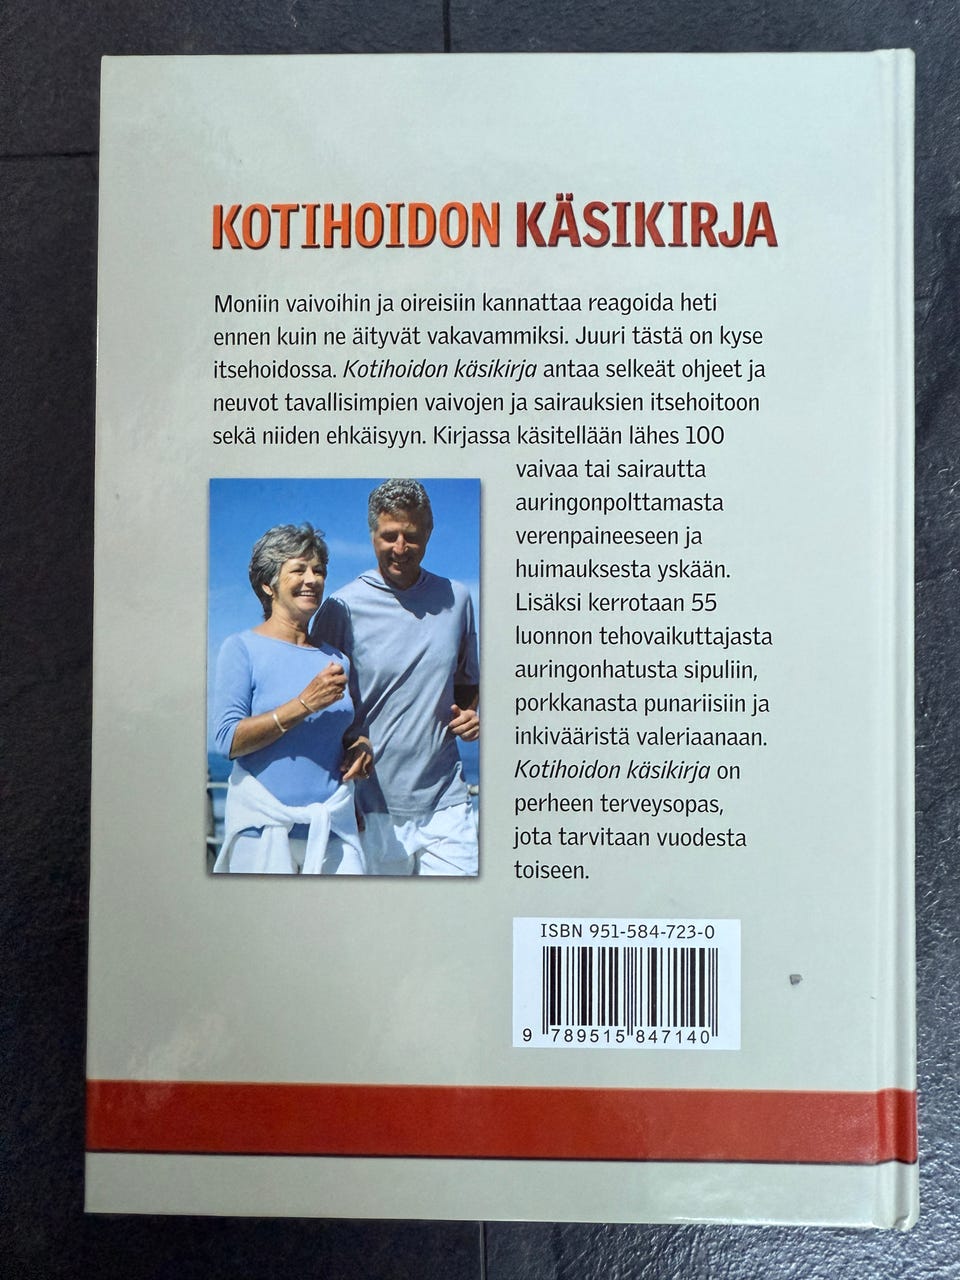 KOTIHOIDON KÄSIKIRJA
Moniin vaivoihin ja oireisiin kannattaa reagoida heti
ennen kuin ne äityvät vakavammiksi. Juuri tästä on kyse
itsehoidossa. Kotihoidon käsikirja antaa selkeät ohjeet ja
neuvot tavallisimpien vaivojen ja sairauksien itsehoitoon
sekä niiden ehkäisyyn. Kirjassa käsitellään lähes 100
vaivaa tai sairautta
auringonpolttamasta
verenpaineeseen ja
huimauksesta yskään.
Lisäksi kerrotaan 55
luonnon tehovaikuttajasta
auringonhatusta sipuliin,
porkkanasta punariisiin ja
inkivääristä valeriaanaan.
Kotihoidon käsikirja on
perheen terveysopas,
jota tarvitaan vuodesta
toiseen.
ISBN 951-584-723-0
9 789515 847140